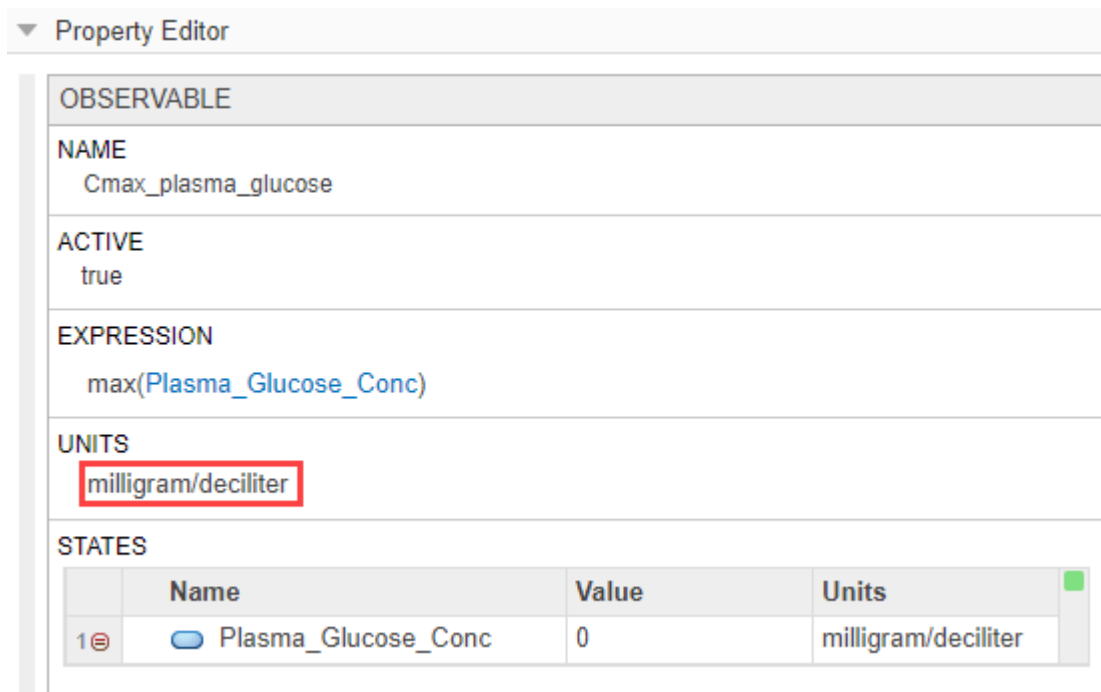 Property Editor
OBSERVABLE
NAME
Cmax_plasma_glucose
ACTIVE
true
EXPRESSION
max(Plasma_Glucose_Conc)
UNITS
milligram/deciliter
STATES
Name Value Units
1 Plasma_Glucose_Conc 0 milligram/deciliter